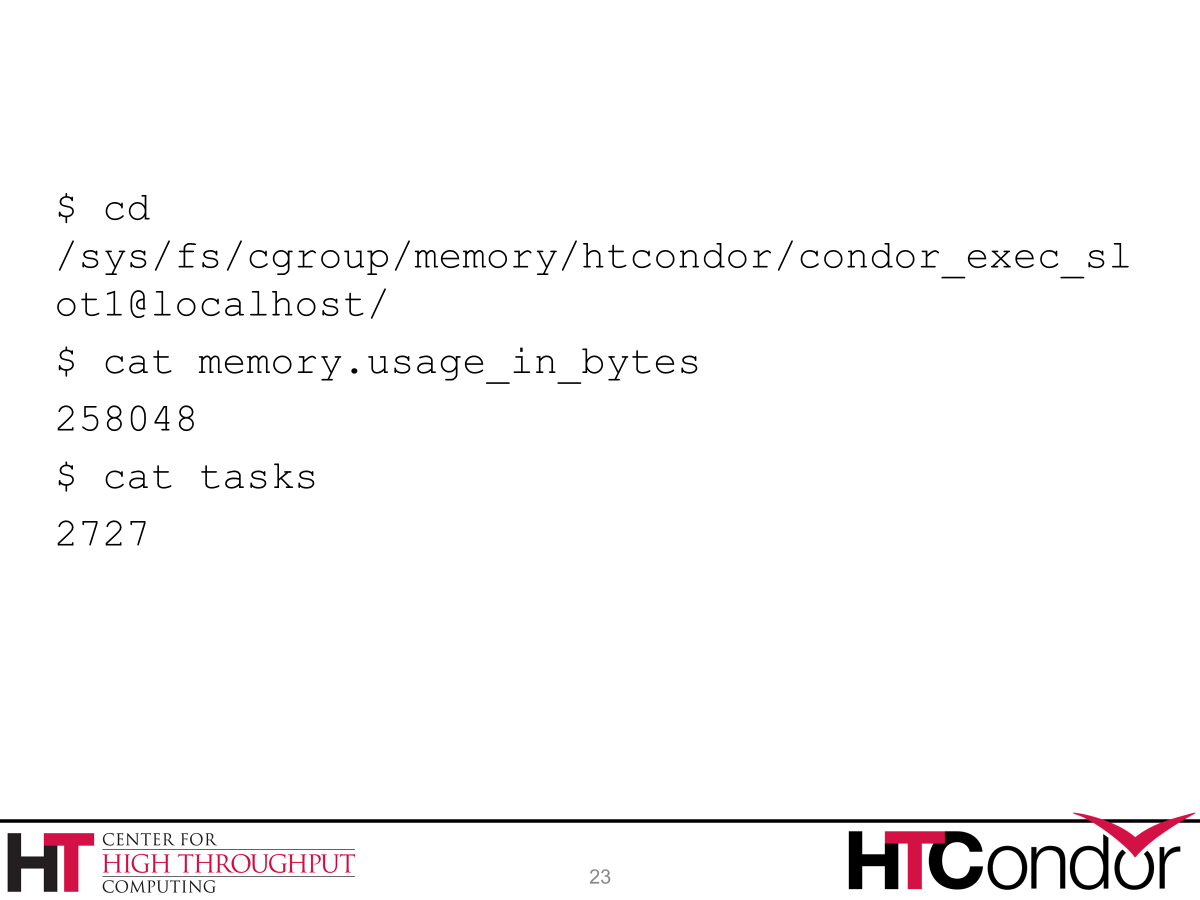 $ cd
/sys/fs/cgroup/memory/htcondor/condor_exec_sl
ot1@localhost/
$ cat memory.usage_in_bytes
258048
$ cat tasks
2727
HT
CENTER FOR
HIGH THROUGHPUT
COMPUTING
23
HTCondor